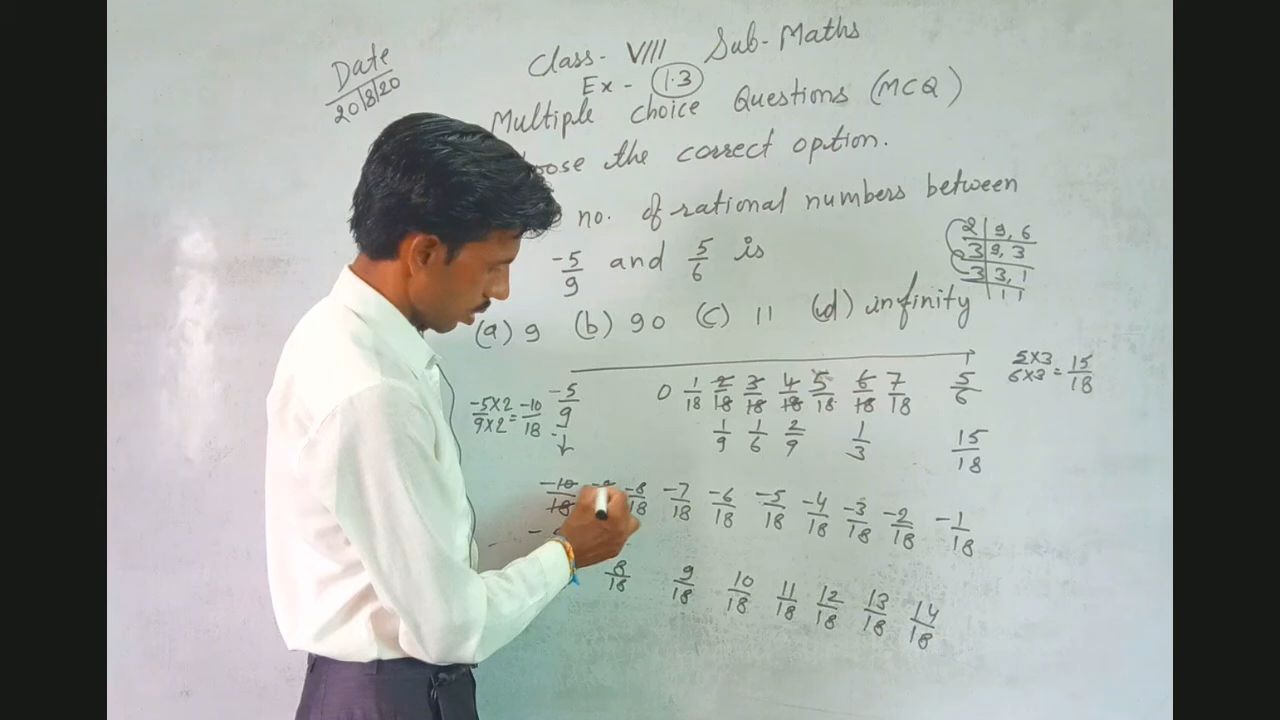 Date
20/8/20
Class- VIII Sub- Maths
Ex - 1.3
Multiple choice Questions (MCQ)
the correct option.
no. of rational numbers between
-5/9 and 5/6 is
2 | 9, 6
3 | 9, 3
3 | 3, 1
1 1
(a) 9 (b) 90 (c) 11 (d) infinity
5×3/6×3 = 15/18
-5×2/9×2 = -10/18
-5/9 0 1/18 2/18 3/18 4/18 5/18 6/18 7/18 5/6
1/9 1/6 2/9 1/3 15/18
-10/18 -8/18 -7/18 -6/18 -5/18 -4/18 -3/18 -2/18 -1/18
8/18 9/18 10/18 11/18 12/18 13/18 14/18